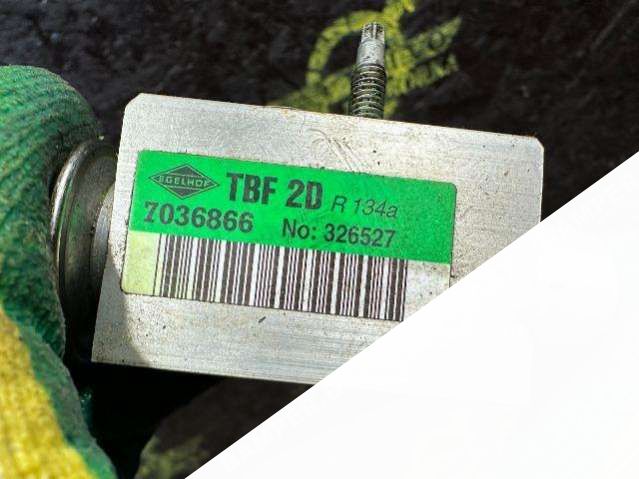 EGELHOF
TBF 2D R 134a
7036866 No: 326527